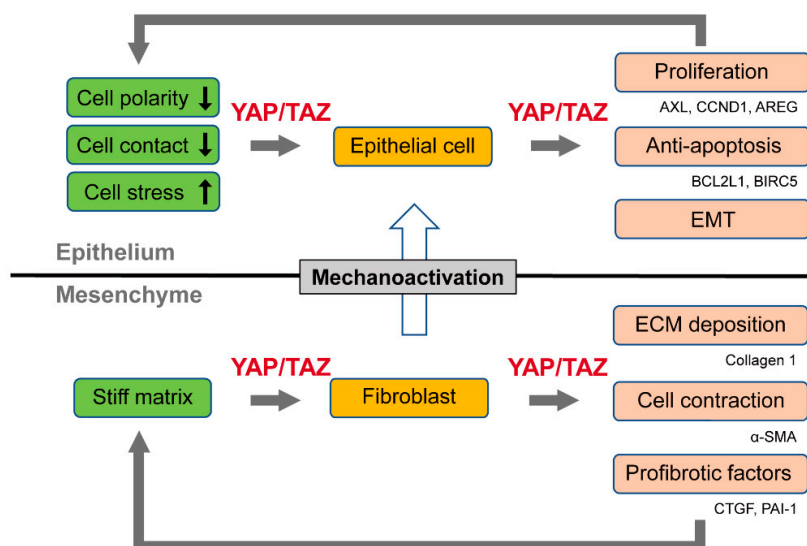 Cell polarity ↓
Cell contact ↓
Cell stress ↑
YAP/TAZ
Epithelial cell
YAP/TAZ
Proliferation
AXL, CCND1, AREG
Anti-apoptosis
BCL2L1, BIRC5
EMT
Epithelium
Mechanoactivation
Mesenchyme
Stiff matrix
YAP/TAZ
Fibroblast
YAP/TAZ
ECM deposition
Collagen 1
Cell contraction
α-SMA
Profibrotic factors
CTGF, PAI-1